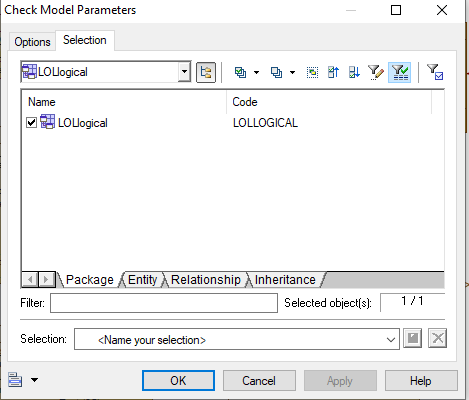 Check Model Parameters
Options Selection
LOLlogical
Name Code
LOLlogical LOLLOGICAL
Package Entity Relationship Inheritance
Filter: Selected object(s): 1 / 1
Selection: <Name your selection>
OK Cancel Apply Help